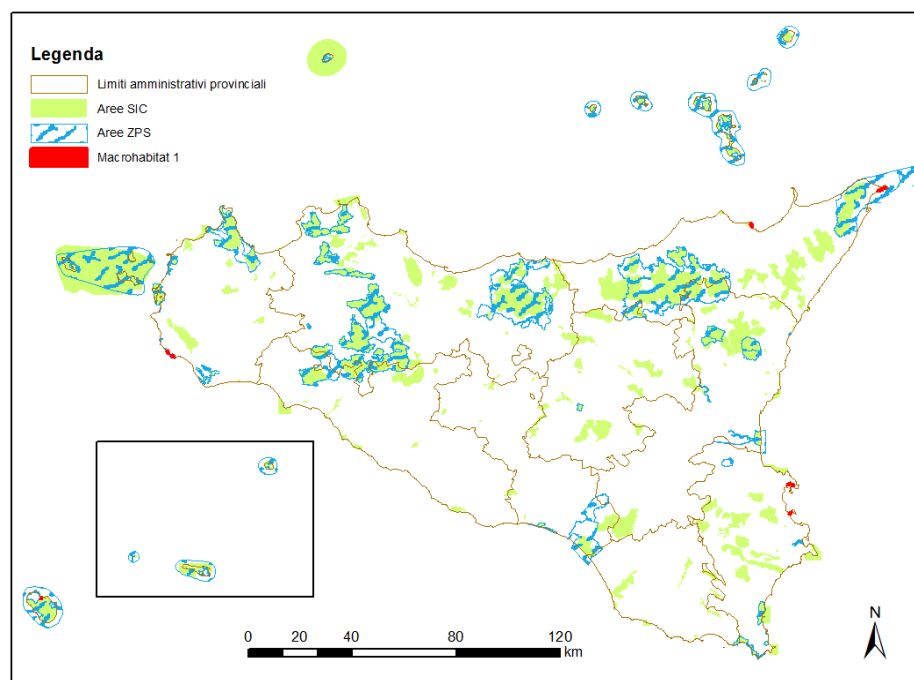 Legenda
Limiti amministrativi provinciali
Aree SIC
Aree ZPS
Macrohabitat 1
N
0 20 40 80 120
km